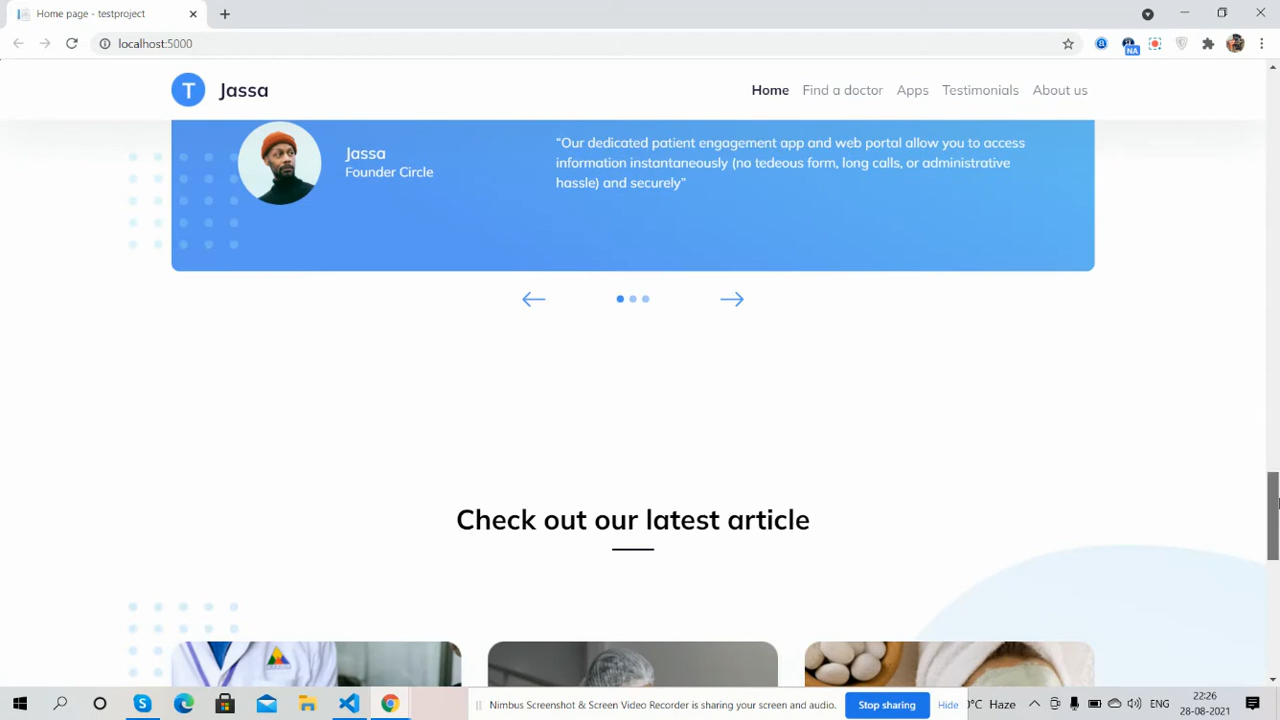 Home page - testproject
localhost:5000
NA
T Jassa
Home Find a doctor Apps Testimonials About us
Jassa
Founder Circle
“Our dedicated patient engagement app and web portal allow you to access
information instantaneously (no tedeous form, long calls, or administrative
hassle) and securely”
Check out our latest article
Nimbus Screenshot & Screen Video Recorder is sharing your screen and audio.
Stop sharing
Hide
0°C Haze
ENG
22:26
28-08-2021